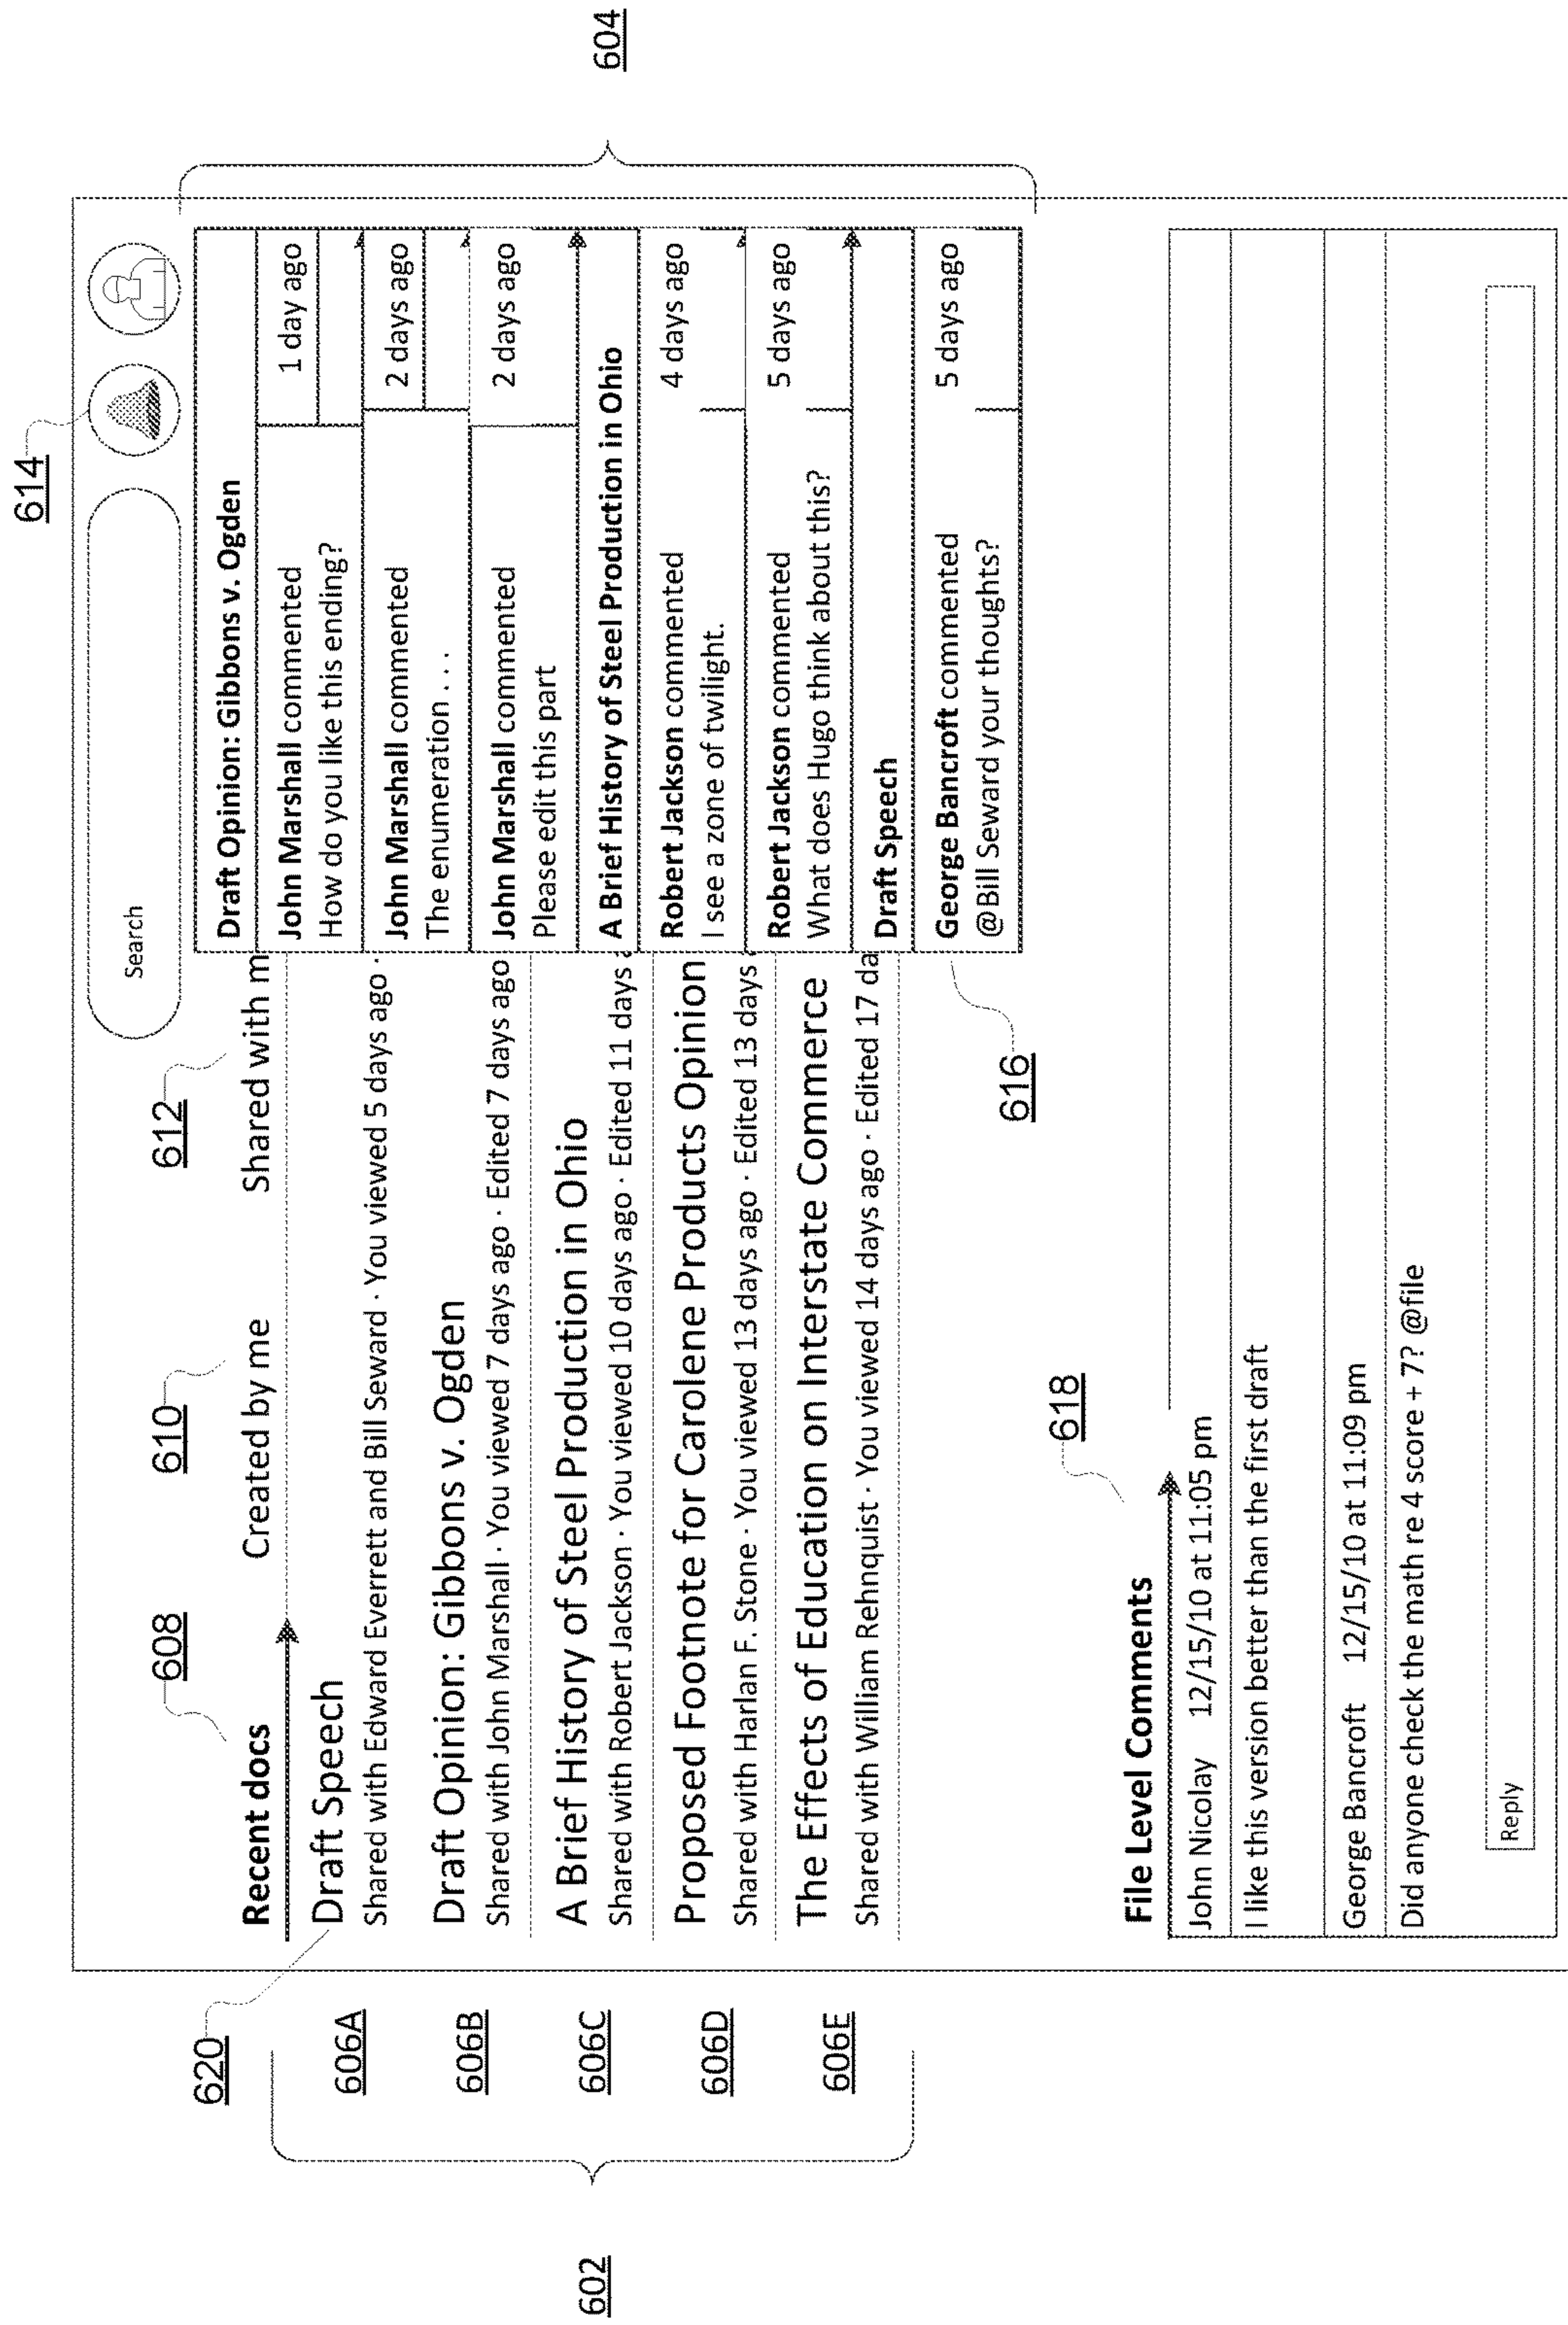 614
Search
608
610
612
Recent docs
Created by me
Shared with m
620
Draft Speech
606A
Shared with Edward Everrett and Bill Seward · You viewed 5 days ago ·
Draft Opinion: Gibbons v. Ogden
606B
Shared with John Marshall · You viewed 7 days ago · Edited 7 days ago
A Brief History of Steel Production in Ohio
606C
Shared with Robert Jackson · You viewed 10 days ago · Edited 11 days
Proposed Footnote for Carolene Products Opinion
606D
Shared with Harlan F. Stone · You viewed 13 days ago · Edited 13 days
The Effects of Education on Interstate Commerce
606E
Shared with William Rehnquist · You viewed 14 days ago · Edited 17 da
602
Draft Opinion: Gibbons v. Ogden
John Marshall commented 1 day ago
How do you like this ending?
John Marshall commented 2 days ago
The enumeration . . .
John Marshall commented 2 days ago
Please edit this part
A Brief History of Steel Production in Ohio
Robert Jackson commented 4 days ago
I see a zone of twilight.
Robert Jackson commented 5 days ago
What does Hugo think about this?
Draft Speech
George Bancroft commented 5 days ago
@Bill Seward your thoughts?
604
616
618
File Level Comments
John Nicolay 12/15/10 at 11:05 pm
I like this version better than the first draft
George Bancroft 12/15/10 at 11:09 pm
Did anyone check the math re 4 score + 7? @file
Reply